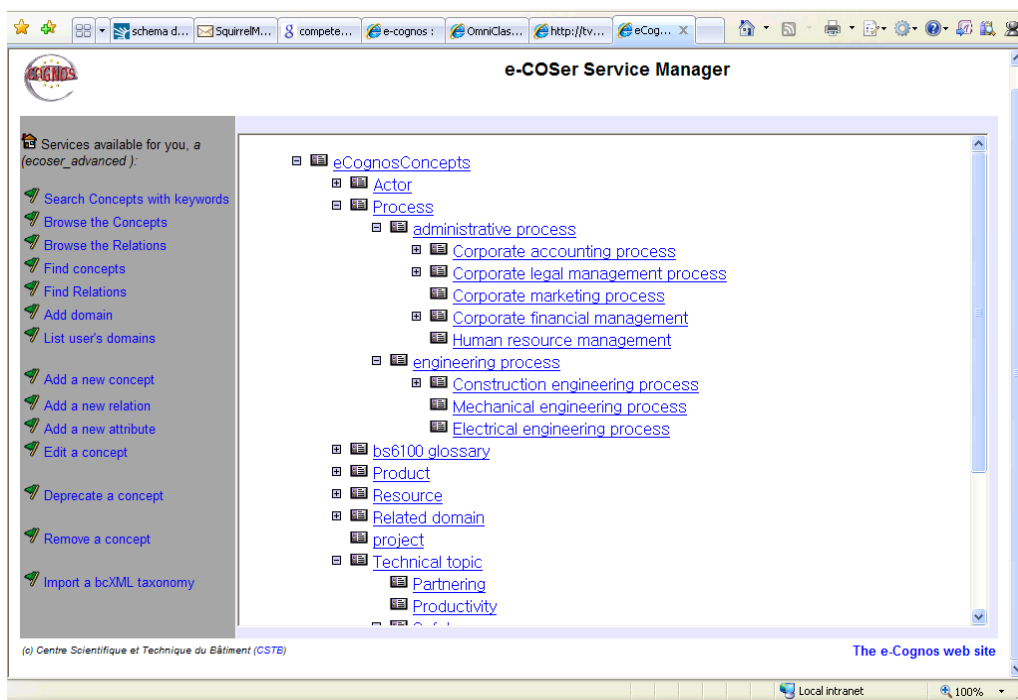 schema d...
SquirrelM...
compete...
e-cognos :
OmniClas...
http://tv...
eCog...
COGNOS
e-COSer Service Manager
Services available for you, a
(ecoser_advanced ):
Search Concepts with keywords
Browse the Concepts
Browse the Relations
Find concepts
Find Relations
Add domain
List user's domains
Add a new concept
Add a new relation
Add a new attribute
Edit a concept
Deprecate a concept
Remove a concept
Import a bcXML taxonomy
eCognosConcepts
Actor
Process
administrative process
Corporate accounting process
Corporate legal management process
Corporate marketing process
Corporate financial management
Human resource management
engineering process
Construction engineering process
Mechanical engineering process
Electrical engineering process
bs6100 glossary
Product
Resource
Related domain
project
Technical topic
Partnering
Productivity
(c) Centre Scientifique et Technique du Bâtiment (CSTB)
The e-Cognos web site
Local intranet
100%